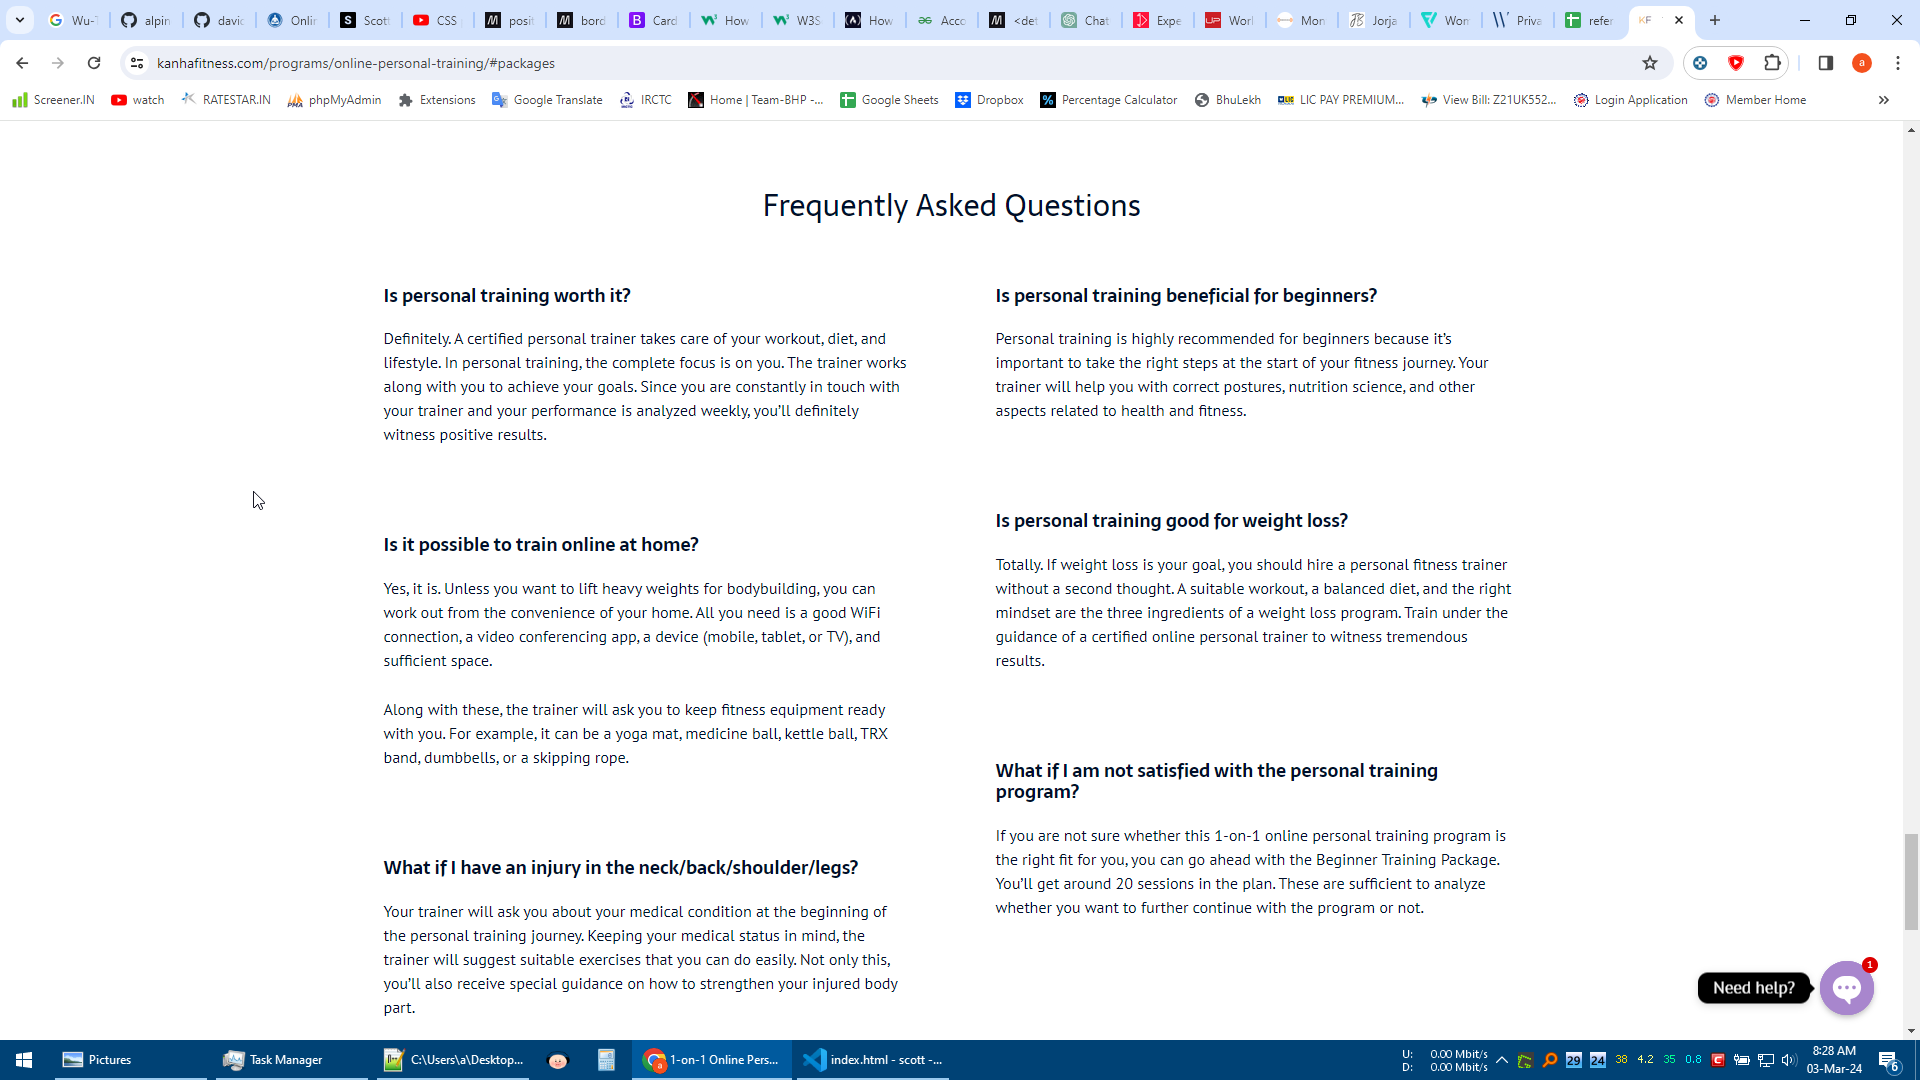 Wu-T
alpin
davic
Onlin
Scott
CSS
posit
bord
Card
How
W3S
How
Acco
<det
Chat
Expe
Worl
Mon
Jorja
Won
Priva
refer
KF
kanhafitness.com/programs/online-personal-training/#packages
a
Screener.IN
watch
RATESTAR.IN
phpMyAdmin
Extensions
Google Translate
IRCTC
Home | Team-BHP -...
Google Sheets
Dropbox
Percentage Calculator
BhuLekh
LIC PAY PREMIUM...
View Bill: Z21UK552...
Login Application
Member Home
Frequently Asked Questions
Is personal training worth it?
Definitely. A certified personal trainer takes care of your workout, diet, and
lifestyle. In personal training, the complete focus is on you. The trainer works
along with you to achieve your goals. Since you are constantly in touch with
your trainer and your performance is analyzed weekly, you’ll definitely
witness positive results.
Is it possible to train online at home?
Yes, it is. Unless you want to lift heavy weights for bodybuilding, you can
work out from the convenience of your home. All you need is a good WiFi
connection, a video conferencing app, a device (mobile, tablet, or TV), and
sufficient space.
Along with these, the trainer will ask you to keep fitness equipment ready
with you. For example, it can be a yoga mat, medicine ball, kettle ball, TRX
band, dumbbells, or a skipping rope.
What if I have an injury in the neck/back/shoulder/legs?
Your trainer will ask you about your medical condition at the beginning of
the personal training journey. Keeping your medical status in mind, the
trainer will suggest suitable exercises that you can do easily. Not only this,
you’ll also receive special guidance on how to strengthen your injured body
part.
Is personal training beneficial for beginners?
Personal training is highly recommended for beginners because it’s
important to take the right steps at the start of your fitness journey. Your
trainer will help you with correct postures, nutrition science, and other
aspects related to health and fitness.
Is personal training good for weight loss?
Totally. If weight loss is your goal, you should hire a personal fitness trainer
without a second thought. A suitable workout, a balanced diet, and the right
mindset are the three ingredients of a weight loss program. Train under the
guidance of a certified online personal trainer to witness tremendous
results.
What if I am not satisfied with the personal training
program?
If you are not sure whether this 1-on-1 online personal training program is
the right fit for you, you can go ahead with the Beginner Training Package.
You’ll get around 20 sessions in the plan. These are sufficient to analyze
whether you want to further continue with the program or not.
Need help?
1
Pictures
Task Manager
C:\Users\a\Desktop...
1-on-1 Online Pers...
index.html - scott -...
U: 0.00 Mbit/s
D: 0.00 Mbit/s
29
24
38
4.2
35
0.8
8:28 AM
03-Mar-24
6